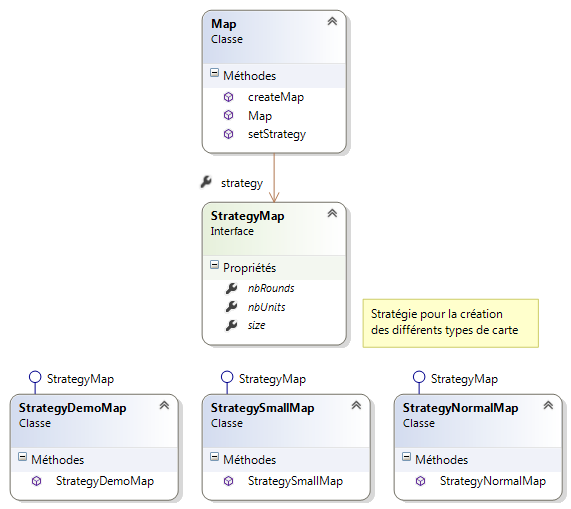 Map
Classe
Méthodes
createMap
Map
setStrategy
strategy
StrategyMap
Interface
Propriétés
nbRounds
nbUnits
size
Stratégie pour la création
des différents types de carte
StrategyMap
StrategyDemoMap
Classe
Méthodes
StrategyDemoMap
StrategyMap
StrategySmallMap
Classe
Méthodes
StrategySmallMap
StrategyMap
StrategyNormalMap
Classe
Méthodes
StrategyNormalMap